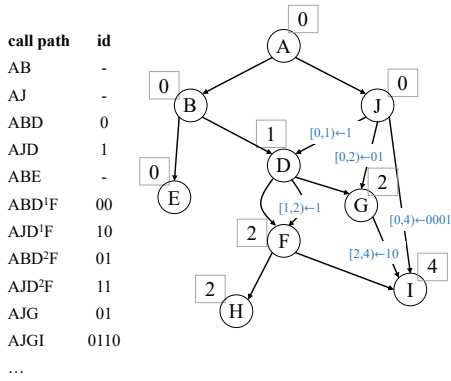 call path id
AB -
AJ -
ABD 0
AJD 1
ABE -
ABD¹F 00
AJD¹F 10
ABD²F 01
AJD²F 11
AJG 01
AJGI 0110
...
0
A
0
B
0
J
[0,1)←1
1
D
[0,2)←01
0
E
2
G
[1,2)←1
[0,4)←0001
2
F
[2,4)←10
4
I
2
H